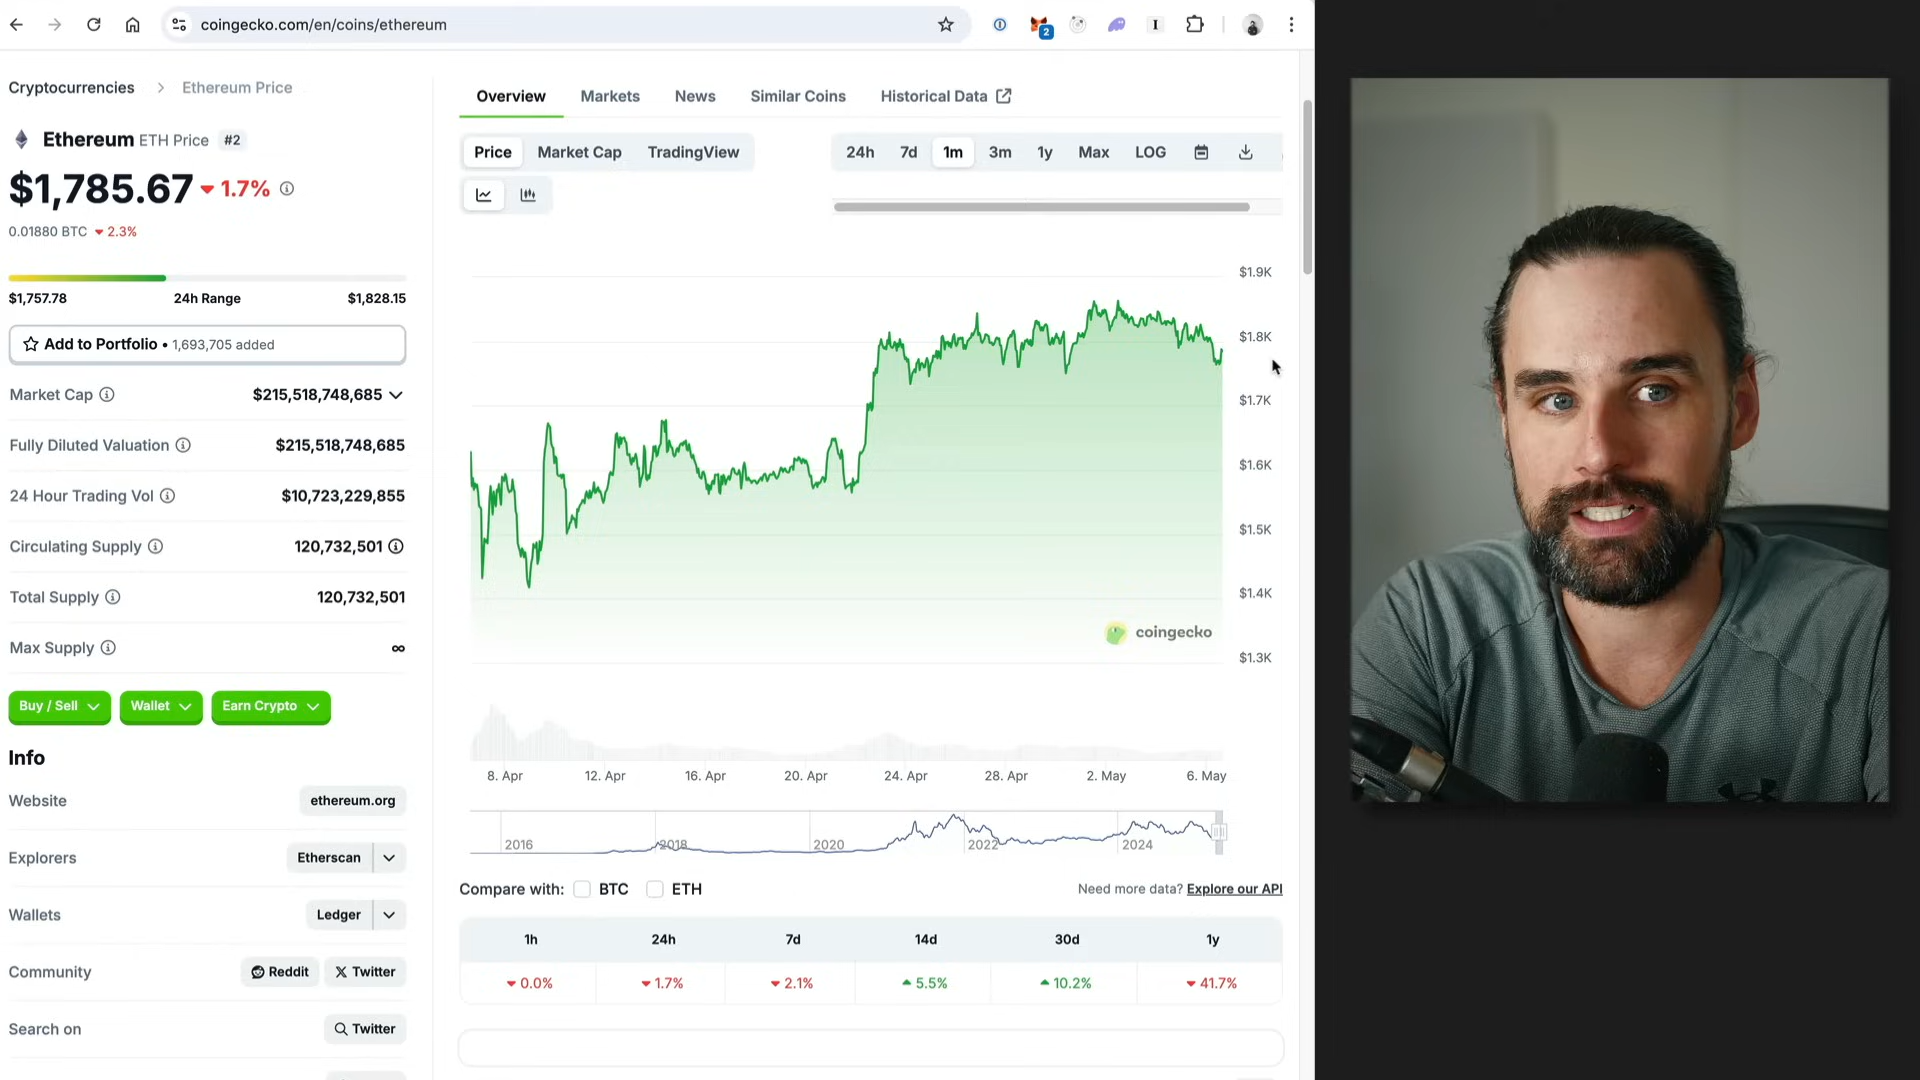 coingecko.com/en/coins/ethereum
2
I
Cryptocurrencies > Ethereum Price
Ethereum ETH Price #2
$1,785.67 1.7%
0.01880 BTC 2.3%
$1,757.78 24h Range $1,828.15
Add to Portfolio • 1,693,705 added
Market Cap $215,518,748,685
Fully Diluted Valuation $215,518,748,685
24 Hour Trading Vol $10,723,229,855
Circulating Supply 120,732,501
Total Supply 120,732,501
Max Supply ∞
Buy / Sell Wallet Earn Crypto
Info
Website ethereum.org
Explorers Etherscan
Wallets Ledger
Community Reddit X Twitter
Search on Twitter
Overview Markets News Similar Coins Historical Data
Price Market Cap TradingView
24h 7d 1m 3m 1y Max LOG
$1.9K
$1.8K
$1.7K
$1.6K
$1.5K
$1.4K
$1.3K
coingecko
8. Apr 12. Apr 16. Apr 20. Apr 24. Apr 28. Apr 2. May 6. May
2016 2018 2020 2022 2024
Compare with: BTC ETH
Need more data? Explore our API
1h 24h 7d 14d 30d 1y
0.0% 1.7% 2.1% 5.5% 10.2% 41.7%